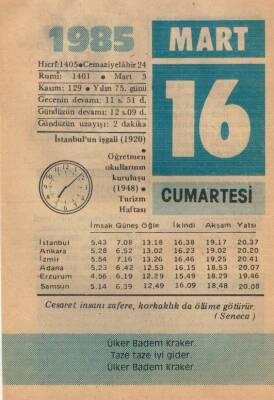 1985
MART
16
CUMARTESİ
Hicrî:1405•Cemaziyelâhir 24
Rumî: 1401 • Mart 3
Kasım: 129 • Yılın 75. günü
Gecenin devamı: 11 s. 51 d.
Gündüzün devamı: 12 s.09 d.
Gündüzün uzayışı: 2 dakika
İstanbul'un işgali (1920)
•
Öğretmen
okullarının
kuruluşu
(1948) •
Turizm
Haftası
İmsak Güneş Öğle İkindi Akşam Yatsı
İstanbul 5.43 7.08 13.18 16.38 19.17 20.37
Ankara 5.28 6.52 13.02 16.23 19.02 20.20
İzmir 5.54 7.16 13.26 16.46 19.25 20.41
Adana 5.23 6.42 12.53 16.15 18.53 20.07
Erzurum 4.56 6.19 12.29 15.49 18.29 19.46
Samsun 5.14 6.39 12.49 16.09 18.48 20.08
Cesaret insanı zafere, korkaklık da ölüme götürür.
( Seneca )
Ülker Badem Kraker.
Taze taze iyi gider.
Ülker Badem Kraker